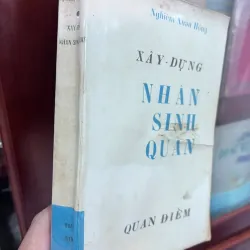 Nghiêm Xuân Hồng
XÂY-DỰNG
NHÂN
SINH
QUAN
QUAN ĐIỂM